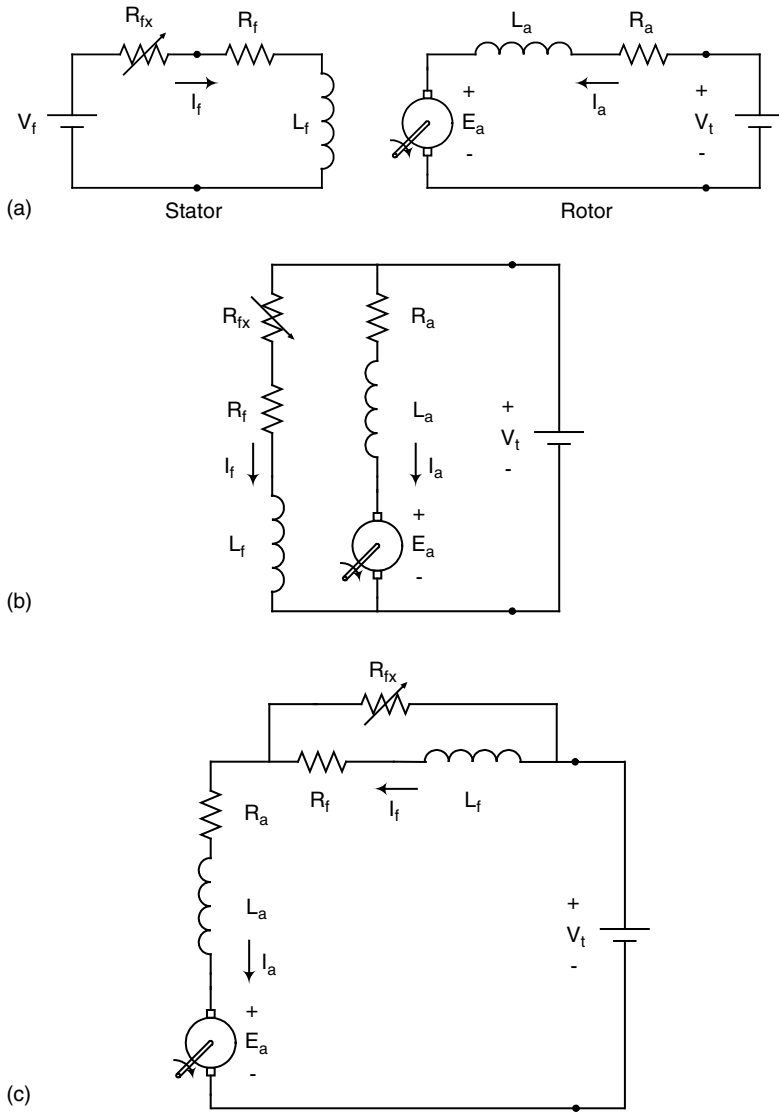 R_fx R_f L_a R_a
I_f I_a
V_f L_f + E_a - + V_t -
(a) Stator Rotor
R_fx R_a
R_f L_a
I_f I_a + V_t -
L_f + E_a -
(b)
R_fx
R_f I_f L_f
R_a
L_a + V_t -
I_a
+ E_a -
(c)